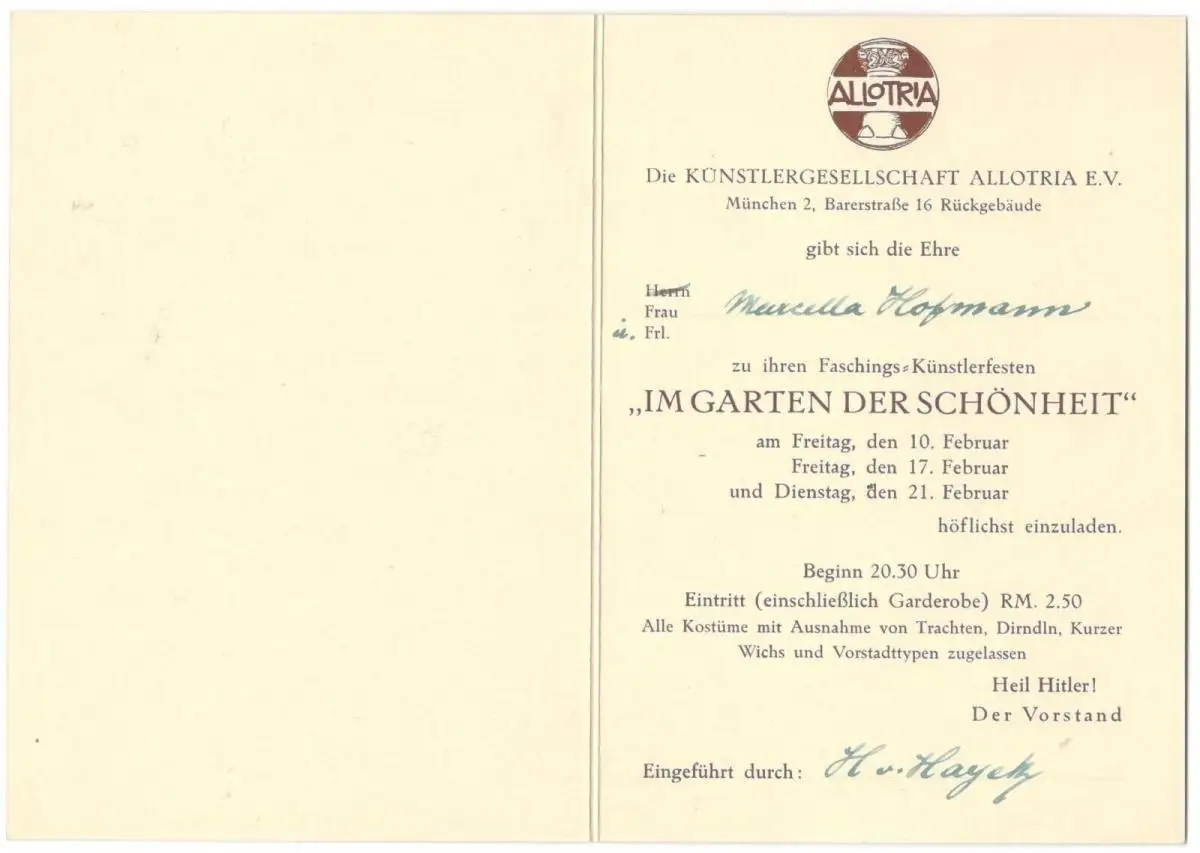 ALLOTRIA
Die KÜNSTLERGESELLSCHAFT ALLOTRIA E.V.
München 2, Barerstraße 16 Rückgebäude
gibt sich die Ehre
Herrn
Frau Marcella Hofmann
u. Frl.
zu ihren Faschings-Künstlerfesten
„IM GARTEN DER SCHÖNHEIT“
am Freitag, den 10. Februar
Freitag, den 17. Februar
und Dienstag, den 21. Februar
höflichst einzuladen.
Beginn 20.30 Uhr
Eintritt (einschließlich Garderobe) RM. 2.50
Alle Kostüme mit Ausnahme von Trachten, Dirndln, Kurzer
Wichs und Vorstadttypen zugelassen
Heil Hitler!
Der Vorstand
Eingeführt durch: H v. Hayek